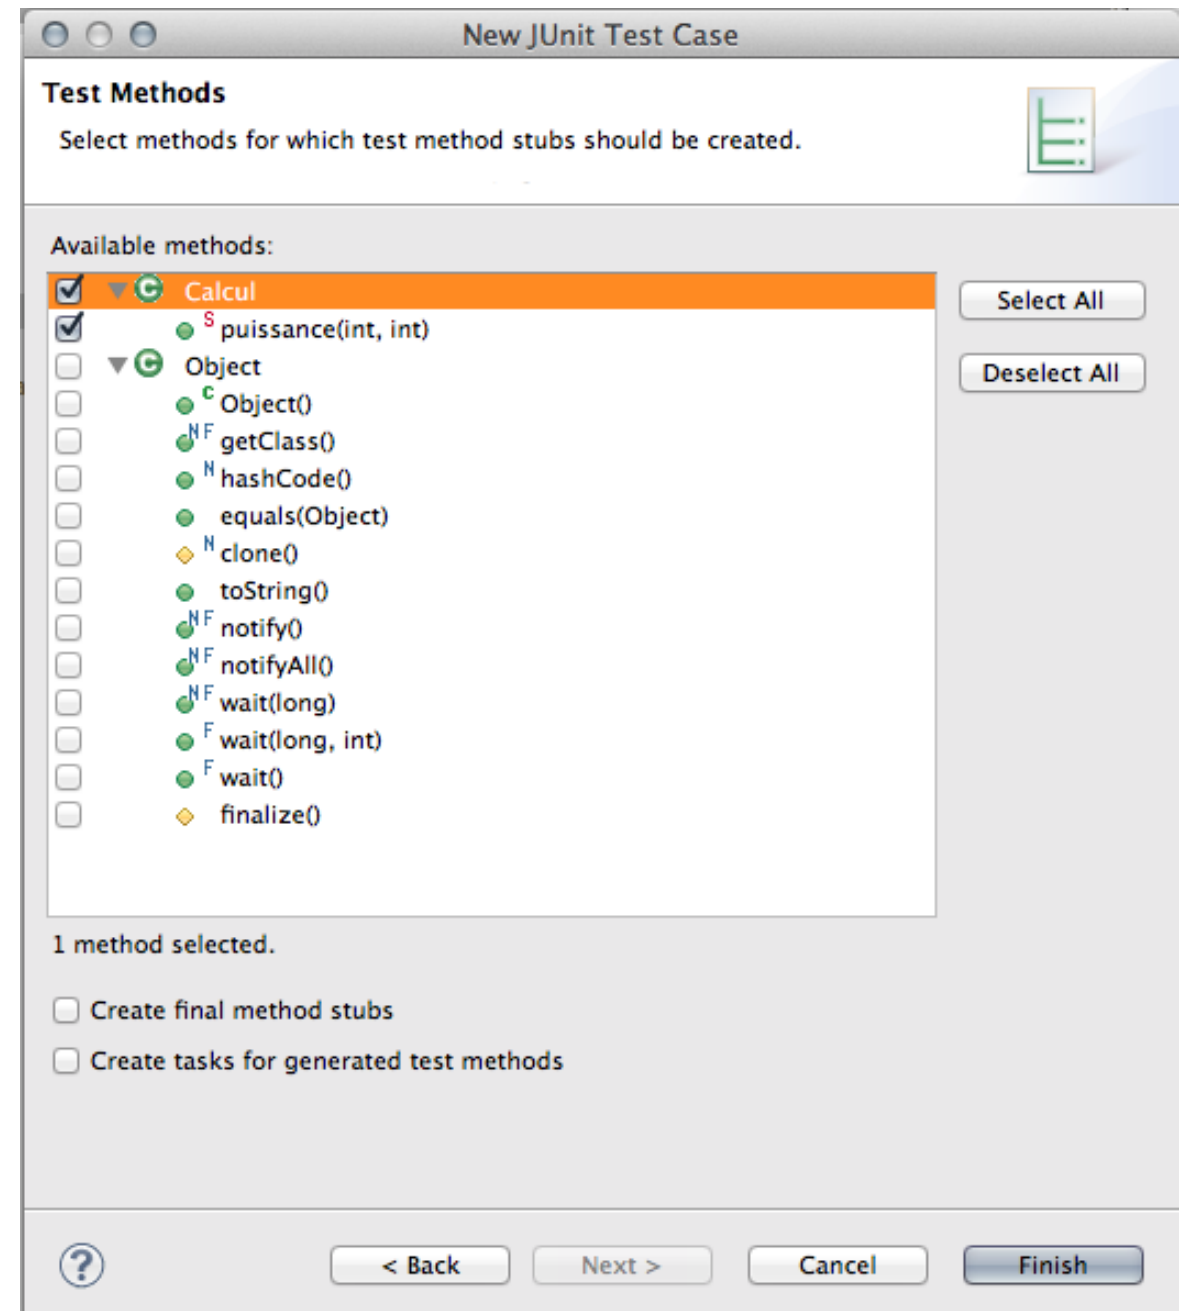 New JUnit Test Case
Test Methods
Select methods for which test method stubs should be created.
Available methods:
C Calcul
S puissance(int, int)
C Object
C Object()
N F getClass()
N hashCode()
equals(Object)
N clone()
toString()
N F notify()
N F notifyAll()
N F wait(long)
F wait(long, int)
F wait()
finalize()
Select All
Deselect All
1 method selected.
Create final method stubs
Create tasks for generated test methods
? < Back Next > Cancel Finish